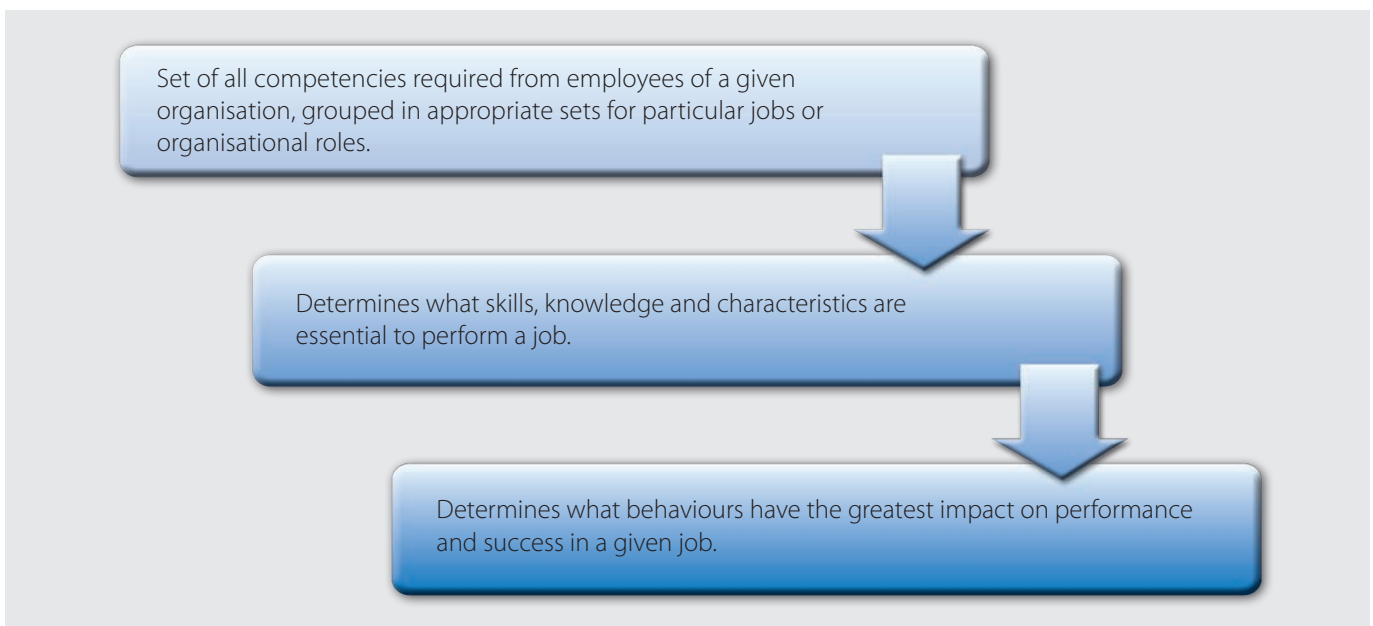 Set of all competencies required from employees of a given
organisation, grouped in appropriate sets for particular jobs or
organisational roles.
Determines what skills, knowledge and characteristics are
essential to perform a job.
Determines what behaviours have the greatest impact on performance
and success in a given job.